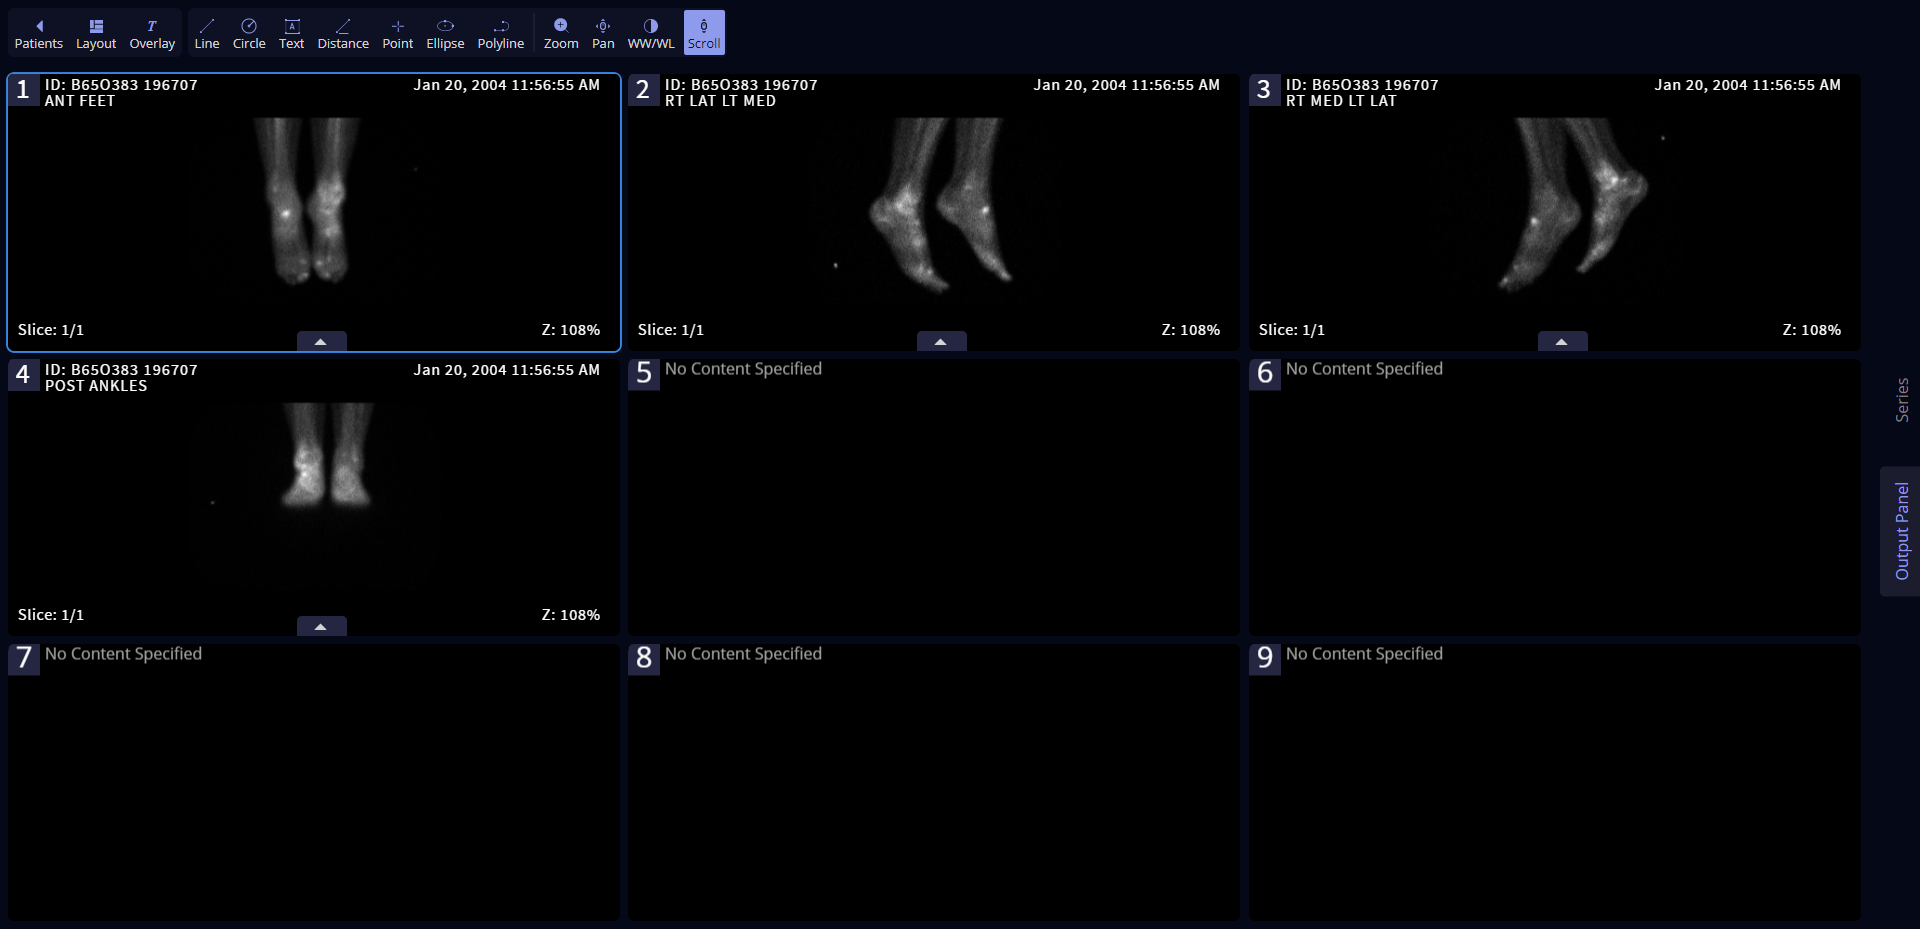 Patients Layout Overlay Line Circle Text Distance Point Ellipse Polyline Zoom Pan WW/WL Scroll
1 ID: B65O383 196707 Jan 20, 2004 11:56:55 AM
ANT FEET
Slice: 1/1 Z: 108%
2 ID: B65O383 196707 Jan 20, 2004 11:56:55 AM
RT LAT LT MED
Slice: 1/1 Z: 108%
3 ID: B65O383 196707 Jan 20, 2004 11:56:55 AM
RT MED LT LAT
Slice: 1/1 Z: 108%
4 ID: B65O383 196707 Jan 20, 2004 11:56:55 AM
POST ANKLES
Slice: 1/1 Z: 108%
5 No Content Specified
6 No Content Specified
7 No Content Specified
8 No Content Specified
9 No Content Specified
Series
Output Panel